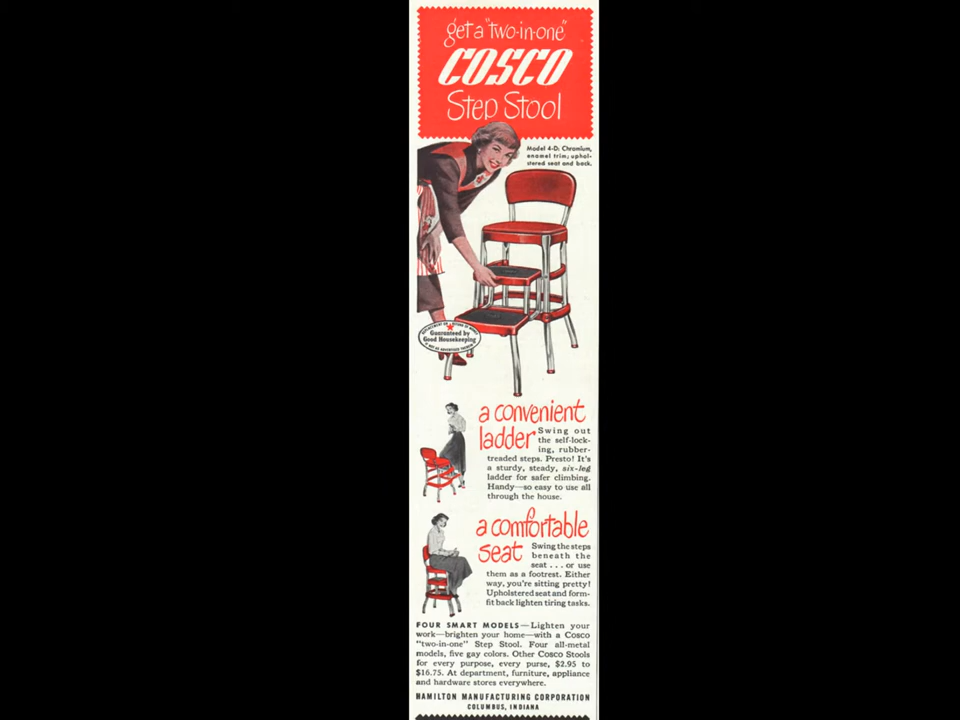 get a "two-in-one"
COSCO
Step Stool
Model 4-D: Chromium,
enamel trim; uphol-
stered seat and back.
Guaranteed by
Good Housekeeping
a convenient
ladder Swing out
the self-lock-
ing, rubber-
treaded steps. Presto! It's
a sturdy, steady, six-leg
ladder for safer climbing.
Handy—so easy to use all
through the house.
a comfortable
seat Swing the steps
beneath the
seat . . . or use
them as a footrest. Either
way, you're sitting pretty!
Upholstered seat and form-
fit back lighten tiring tasks.
FOUR SMART MODELS—Lighten your
work—brighten your home—with a Cosco
"two-in-one" Step Stool. Four all-metal
models, five gay colors. Other Cosco Stools
for every purpose, every purse, $2.95 to
$16.75. At department, furniture, appliance
and hardware stores everywhere.
HAMILTON MANUFACTURING CORPORATION
COLUMBUS, INDIANA